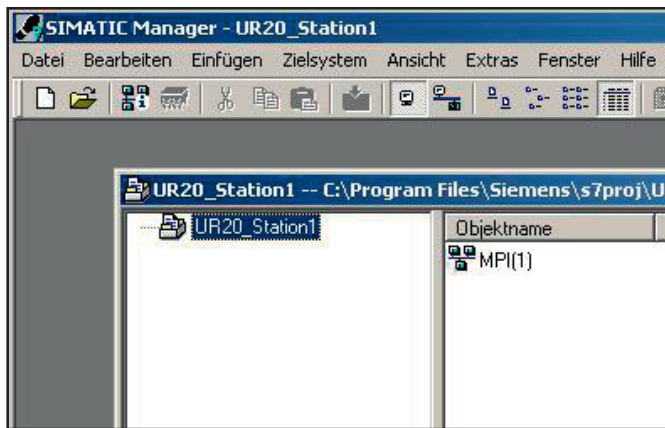 SIMATIC Manager - UR20_Station1
Datei Bearbeiten Einfügen Zielsystem Ansicht Extras Fenster Hilfe
UR20_Station1 -- C:\Program Files\Siemens\s7proj\U
UR20_Station1
Objektname
MPI(1)